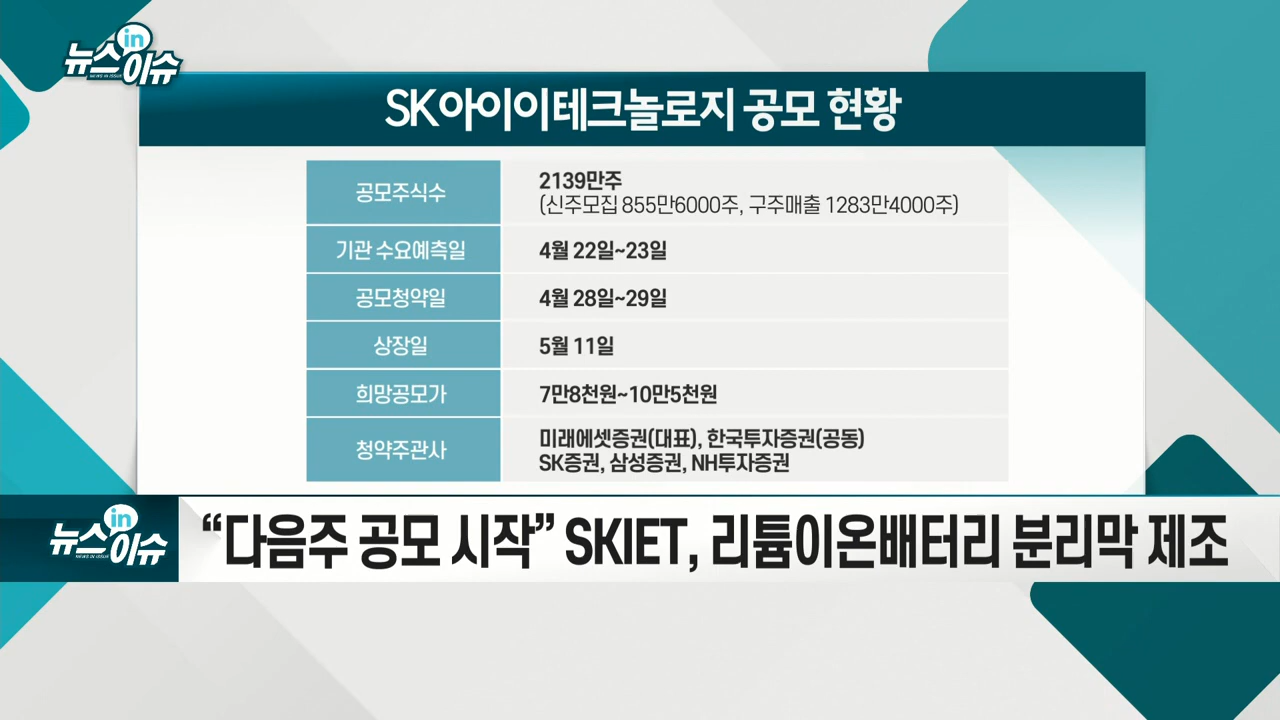 뉴스in이슈
NEWS IN ISSUE
SK아이이테크놀로지 공모 현황
공모주식수
2139만주
(신주모집 855만6000주, 구주매출 1283만4000주)
기관 수요예측일
4월 22일~23일
공모청약일
4월 28일~29일
상장일
5월 11일
희망공모가
7만8천원~10만5천원
청약주관사
미래에셋증권(대표), 한국투자증권(공동)
SK증권, 삼성증권, NH투자증권
뉴스in이슈
NEWS IN ISSUE
“다음주 공모 시작” SKIET, 리튬이온배터리 분리막 제조